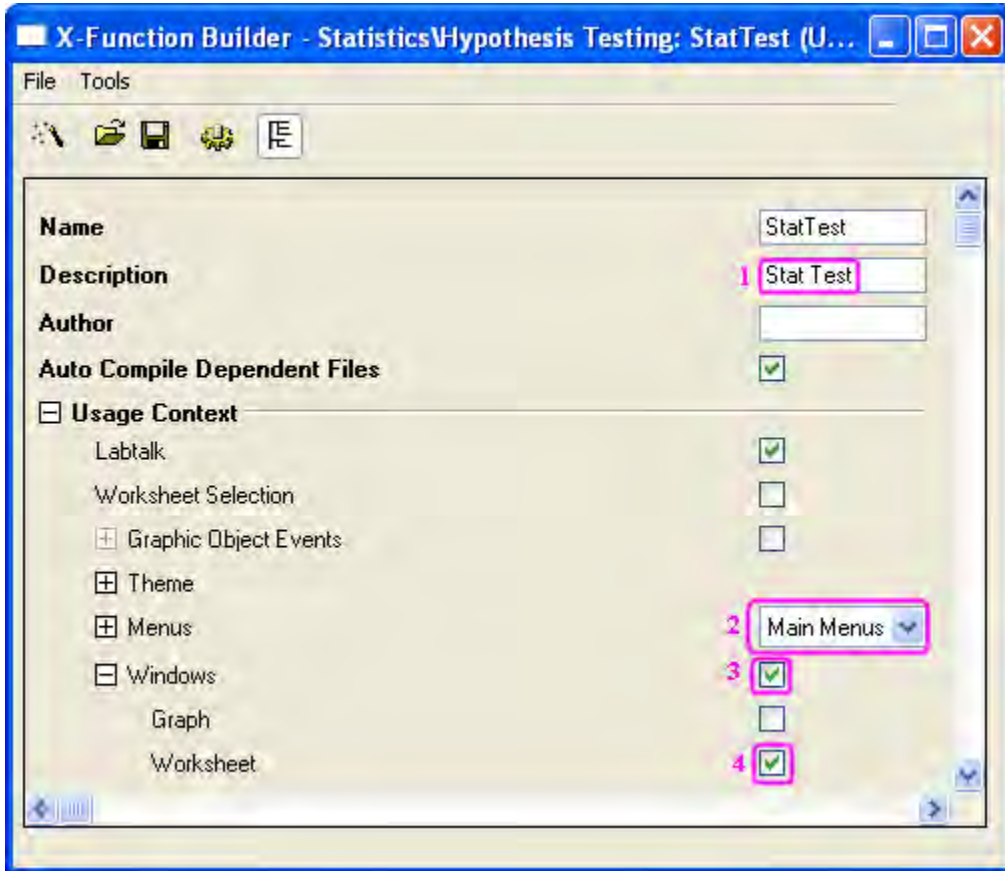 X-Function Builder - Statistics\Hypothesis Testing: StatTest (U...
File Tools
Name StatTest
Description 1 Stat Test
Author
Auto Compile Dependent Files
Usage Context
Labtalk
Worksheet Selection
Graphic Object Events
Theme
Menus 2 Main Menus
Windows 3
Graph
Worksheet 4